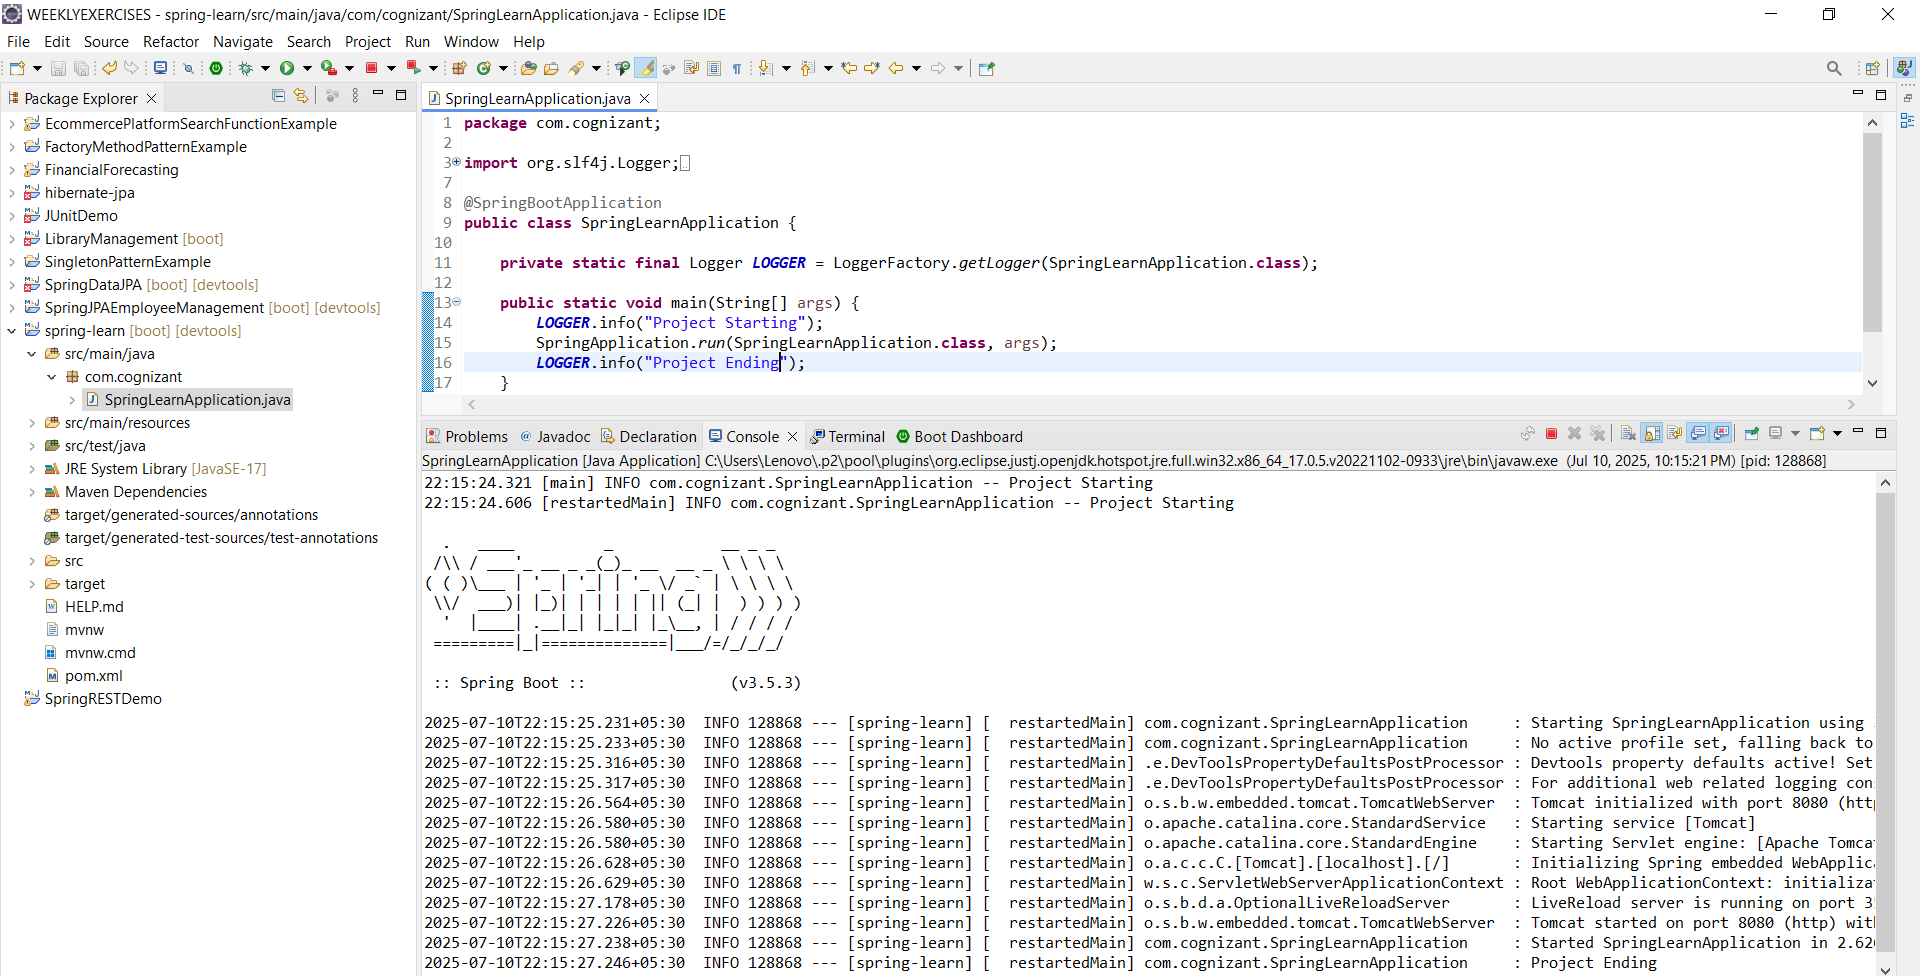 WEEKLYEXERCISES - spring-learn/src/main/java/com/cognizant/SpringLearnApplication.java - Eclipse IDE
File Edit Source Refactor Navigate Search Project Run Window Help
Package Explorer
EcommercePlatformSearchFunctionExample
FactoryMethodPatternExample
FinancialForecasting
hibernate-jpa
JUnitDemo
LibraryManagement [boot]
SingletonPatternExample
SpringDataJPA [boot] [devtools]
SpringJPAEmployeeManagement [boot] [devtools]
spring-learn [boot] [devtools]
src/main/java
com.cognizant
SpringLearnApplication.java
src/main/resources
src/test/java
JRE System Library [JavaSE-17]
Maven Dependencies
target/generated-sources/annotations
target/generated-test-sources/test-annotations
src
target
HELP.md
mvnw
mvnw.cmd
pom.xml
SpringRESTDemo
SpringLearnApplication.java
1 package com.cognizant;
2
3 import org.slf4j.Logger;
7
8 @SpringBootApplication
9 public class SpringLearnApplication {
10
11 private static final Logger LOGGER = LoggerFactory.getLogger(SpringLearnApplication.class);
12
13 public static void main(String[] args) {
14 LOGGER.info("Project Starting");
15 SpringApplication.run(SpringLearnApplication.class, args);
16 LOGGER.info("Project Ending");
17 }
Problems Javadoc Declaration Console Terminal Boot Dashboard
SpringLearnApplication [Java Application] C:\Users\Lenovo\.p2\pool\plugins\org.eclipse.justj.openjdk.hotspot.jre.full.win32.x86_64_17.0.5.v20221102-0933\jre\bin\javaw.exe (Jul 10, 2025, 10:15:21 PM) [pid: 128868]
22:15:24.321 [main] INFO com.cognizant.SpringLearnApplication -- Project Starting
22:15:24.606 [restartedMain] INFO com.cognizant.SpringLearnApplication -- Project Starting
Spring
:: Spring Boot :: (v3.5.3)
2025-07-10T22:15:25.231+05:30 INFO 128868 --- [spring-learn] [ restartedMain] com.cognizant.SpringLearnApplication : Starting SpringLearnApplication using
2025-07-10T22:15:25.233+05:30 INFO 128868 --- [spring-learn] [ restartedMain] com.cognizant.SpringLearnApplication : No active profile set, falling back to
2025-07-10T22:15:25.316+05:30 INFO 128868 --- [spring-learn] [ restartedMain] .e.DevToolsPropertyDefaultsPostProcessor : Devtools property defaults active! Set
2025-07-10T22:15:25.317+05:30 INFO 128868 --- [spring-learn] [ restartedMain] .e.DevToolsPropertyDefaultsPostProcessor : For additional web related logging con
2025-07-10T22:15:26.564+05:30 INFO 128868 --- [spring-learn] [ restartedMain] o.s.b.w.embedded.tomcat.TomcatWebServer : Tomcat initialized with port 8080 (http
2025-07-10T22:15:26.580+05:30 INFO 128868 --- [spring-learn] [ restartedMain] o.apache.catalina.core.StandardService : Starting service [Tomcat]
2025-07-10T22:15:26.580+05:30 INFO 128868 --- [spring-learn] [ restartedMain] o.apache.catalina.core.StandardEngine : Starting Servlet engine: [Apache Tomca
2025-07-10T22:15:26.628+05:30 INFO 128868 --- [spring-learn] [ restartedMain] o.a.c.c.C.[Tomcat].[localhost].[/] : Initializing Spring embedded WebApplic
2025-07-10T22:15:26.629+05:30 INFO 128868 --- [spring-learn] [ restartedMain] w.s.c.ServletWebServerApplicationContext : Root WebApplicationContext: initializa
2025-07-10T22:15:27.178+05:30 INFO 128868 --- [spring-learn] [ restartedMain] o.s.b.d.a.OptionalLiveReloadServer : LiveReload server is running on port 3
2025-07-10T22:15:27.226+05:30 INFO 128868 --- [spring-learn] [ restartedMain] o.s.b.w.embedded.tomcat.TomcatWebServer : Tomcat started on port 8080 (http) wit
2025-07-10T22:15:27.238+05:30 INFO 128868 --- [spring-learn] [ restartedMain] com.cognizant.SpringLearnApplication : Started SpringLearnApplication in 2.62
2025-07-10T22:15:27.246+05:30 INFO 128868 --- [spring-learn] [ restartedMain] com.cognizant.SpringLearnApplication : Project Ending